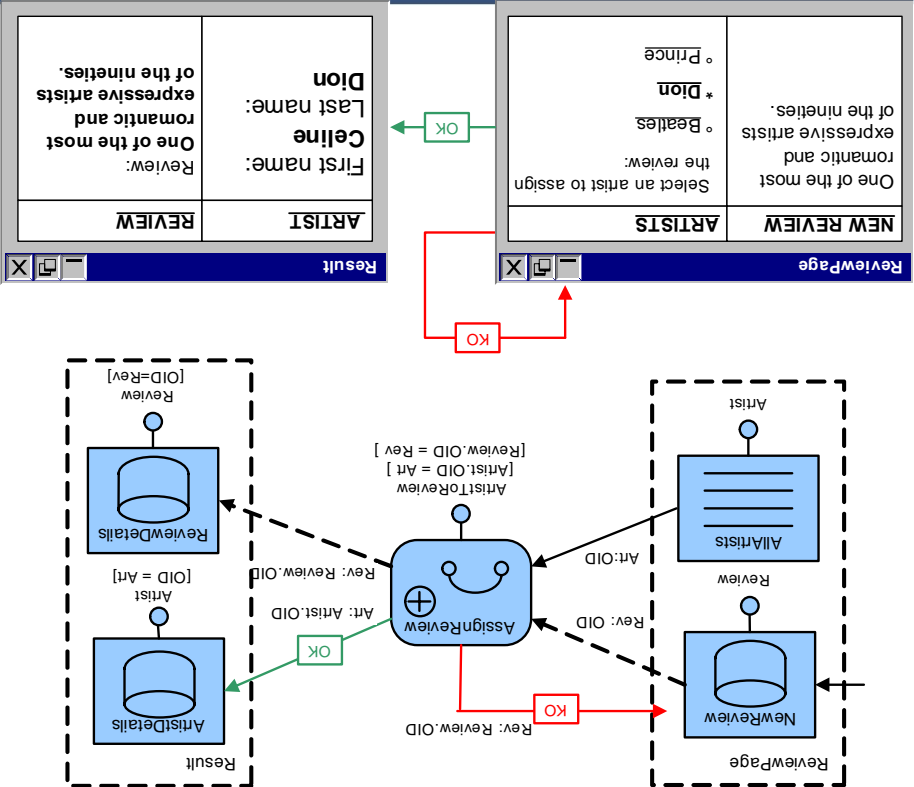 ReviewPage
NewReview
Review
AllArtists
Artist
Rev: OID
Art:OID
KO
Rev: Review.OID
AssignReview
ArtistToReview
[Artist.OID = Art ]
[Review.OID = Rev ]
OK
Art: Artist.OID
Rev: Review.OID
Result
ArtistDetails
Artist
[OID = Art]
ReviewDetails
Review
[OID=Rev]
KO
ReviewPage
NEW REVIEW
One of the most
romantic and
expressive artists
of the nineties.
ARTISTS
Select an artist to assign
the review:
° Beatles
* Dion
° Prince
OK
Result
ARTIST
First name:
Celine
Last name:
Dion
REVIEW
Review:
One of the most
romantic and
expressive artists
of the nineties.